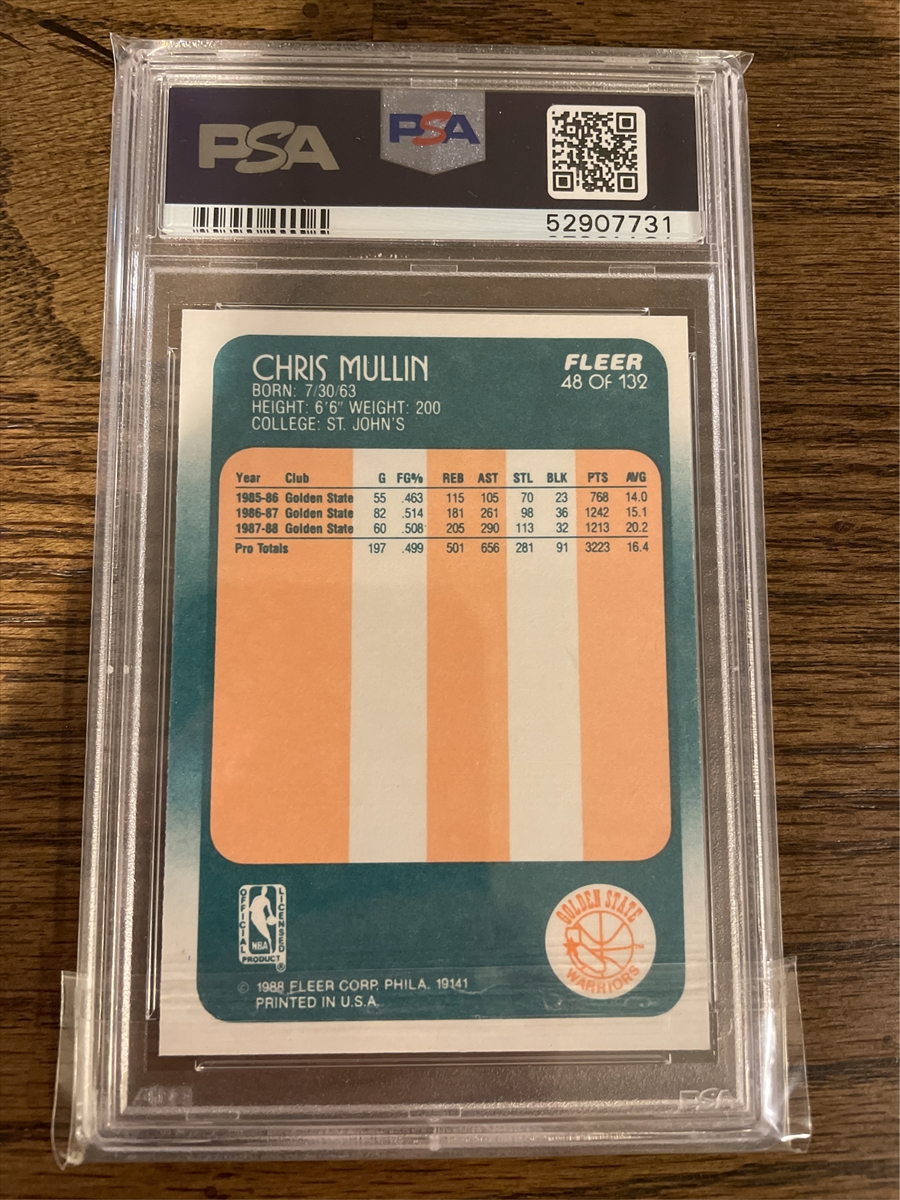 PSA PSA
52907731
CHRIS MULLIN
BORN: 7/30/63
HEIGHT: 6'6" WEIGHT: 200
COLLEGE: ST. JOHN'S
FLEER
48 OF 132
Year Club G FG% REB AST STL BLK PTS AVG
1985-86 Golden State 55 .463 115 105 70 23 768 14.0
1986-87 Golden State 82 .514 181 261 98 36 1242 15.1
1987-88 Golden State 60 .508 205 290 113 32 1213 20.2
Pro Totals 197 .499 501 656 281 91 3223 16.4
OFFICIAL LICENSED
NBA
PRODUCT ®
GOLDEN STATE
WARRIORS
TM
© 1988 FLEER CORP. PHILA. 19141
PRINTED IN U.S.A.
PSA